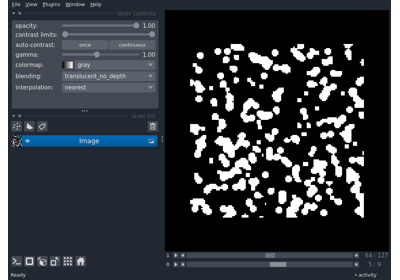 File View Plugins Window Help
layer controls
opacity: 1.00
contrast limits:
auto-contrast: once continuous
gamma: 1.00
colormap: gray
blending: translucent_no_depth
interpolation: nearest
layer list
Image
1 64 127
0 5 9
Ready activity